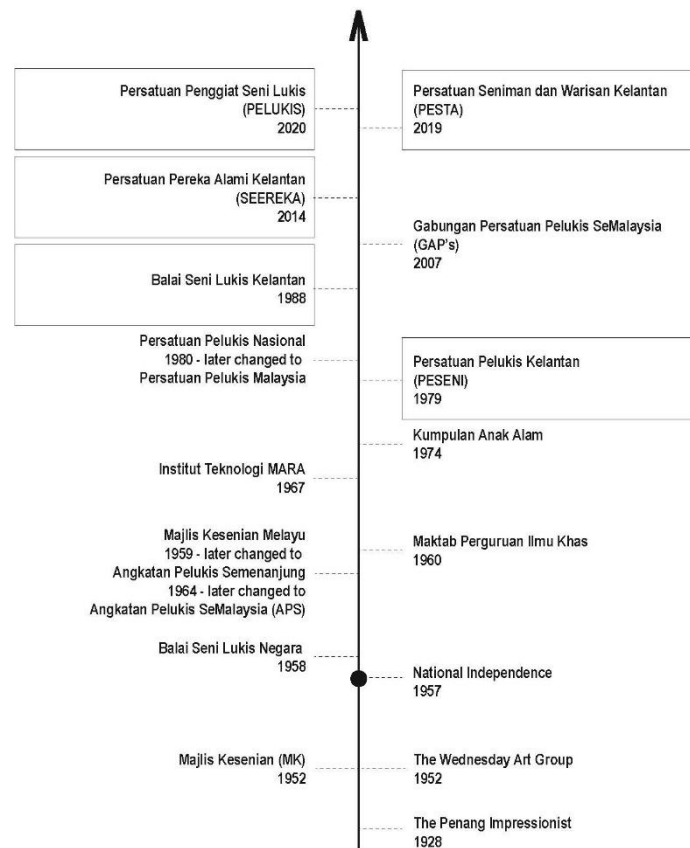 Persatuan Penggiat Seni Lukis
(PELUKIS)
2020
Persatuan Seniman dan Warisan Kelantan
(PESTA)
2019
Persatuan Pereka Alami Kelantan
(SEEREKA)
2014
Gabungan Persatuan Pelukis SeMalaysia
(GAP's)
2007
Balai Seni Lukis Kelantan
1988
Persatuan Pelukis Nasional
1980 - later changed to
Persatuan Pelukis Malaysia
Persatuan Pelukis Kelantan
(PESENI)
1979
Kumpulan Anak Alam
1974
Institut Teknologi MARA
1967
Majlis Kesenian Melayu
1959 - later changed to
Angkatan Pelukis Semenanjung
1964 - later changed to
Angkatan Pelukis SeMalaysia (APS)
Maktab Perguruan Ilmu Khas
1960
Balai Seni Lukis Negara
1958
National Independence
1957
Majlis Kesenian (MK)
1952
The Wednesday Art Group
1952
The Penang Impressionist
1928